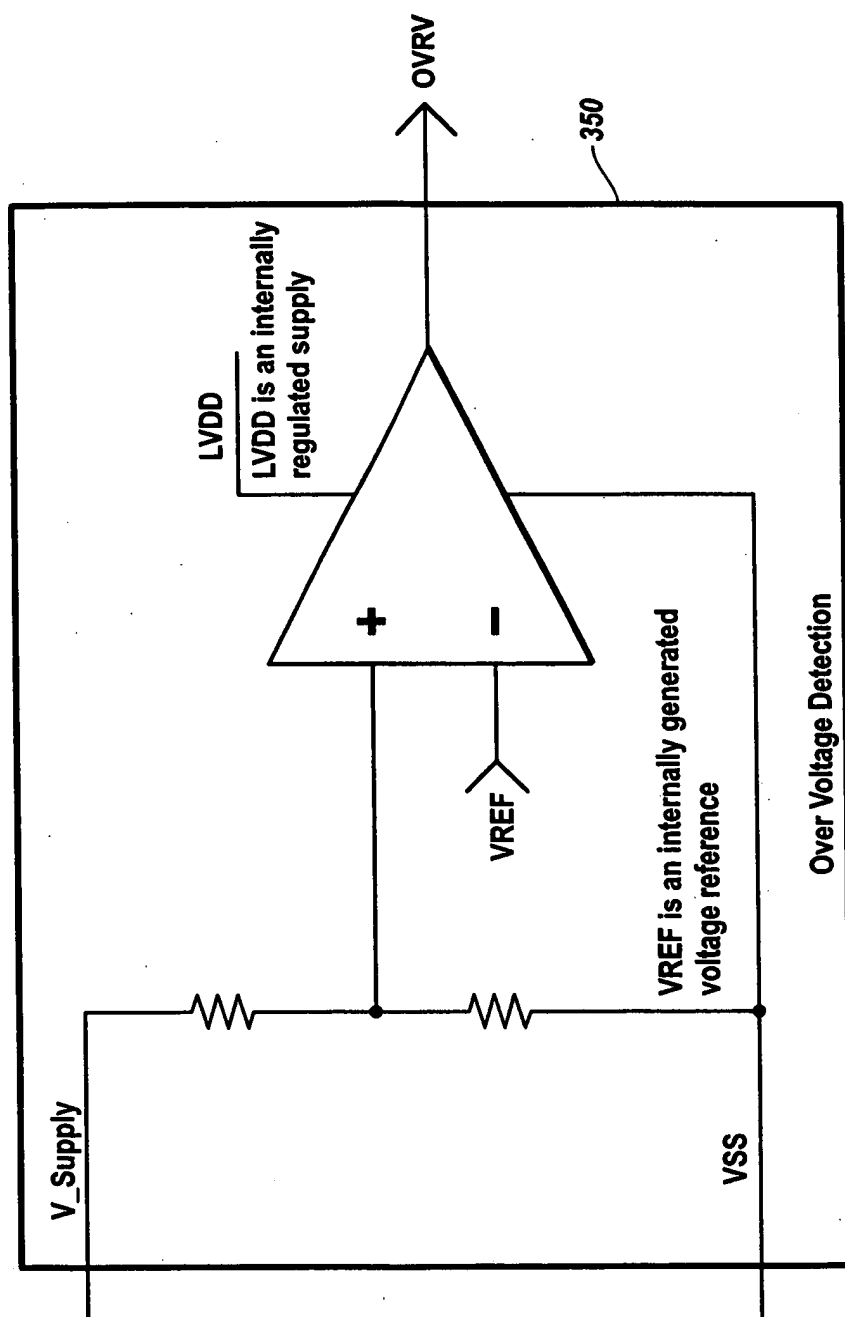 V_Supply
LVDD
LVDD is an internally
regulated supply
OVRV
+
−
VREF
350
VREF is an internally generated
voltage reference
VSS
Over Voltage Detection